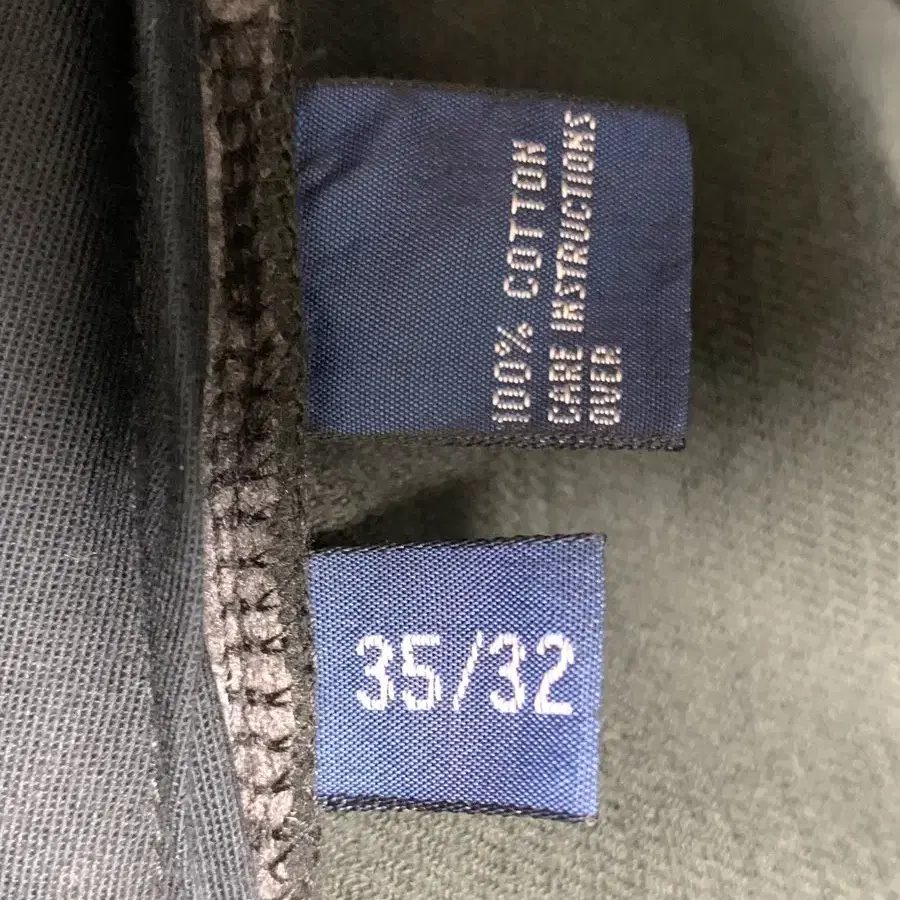 100% COTTON
CARE INSTRUCTIONS
OVER
35/32